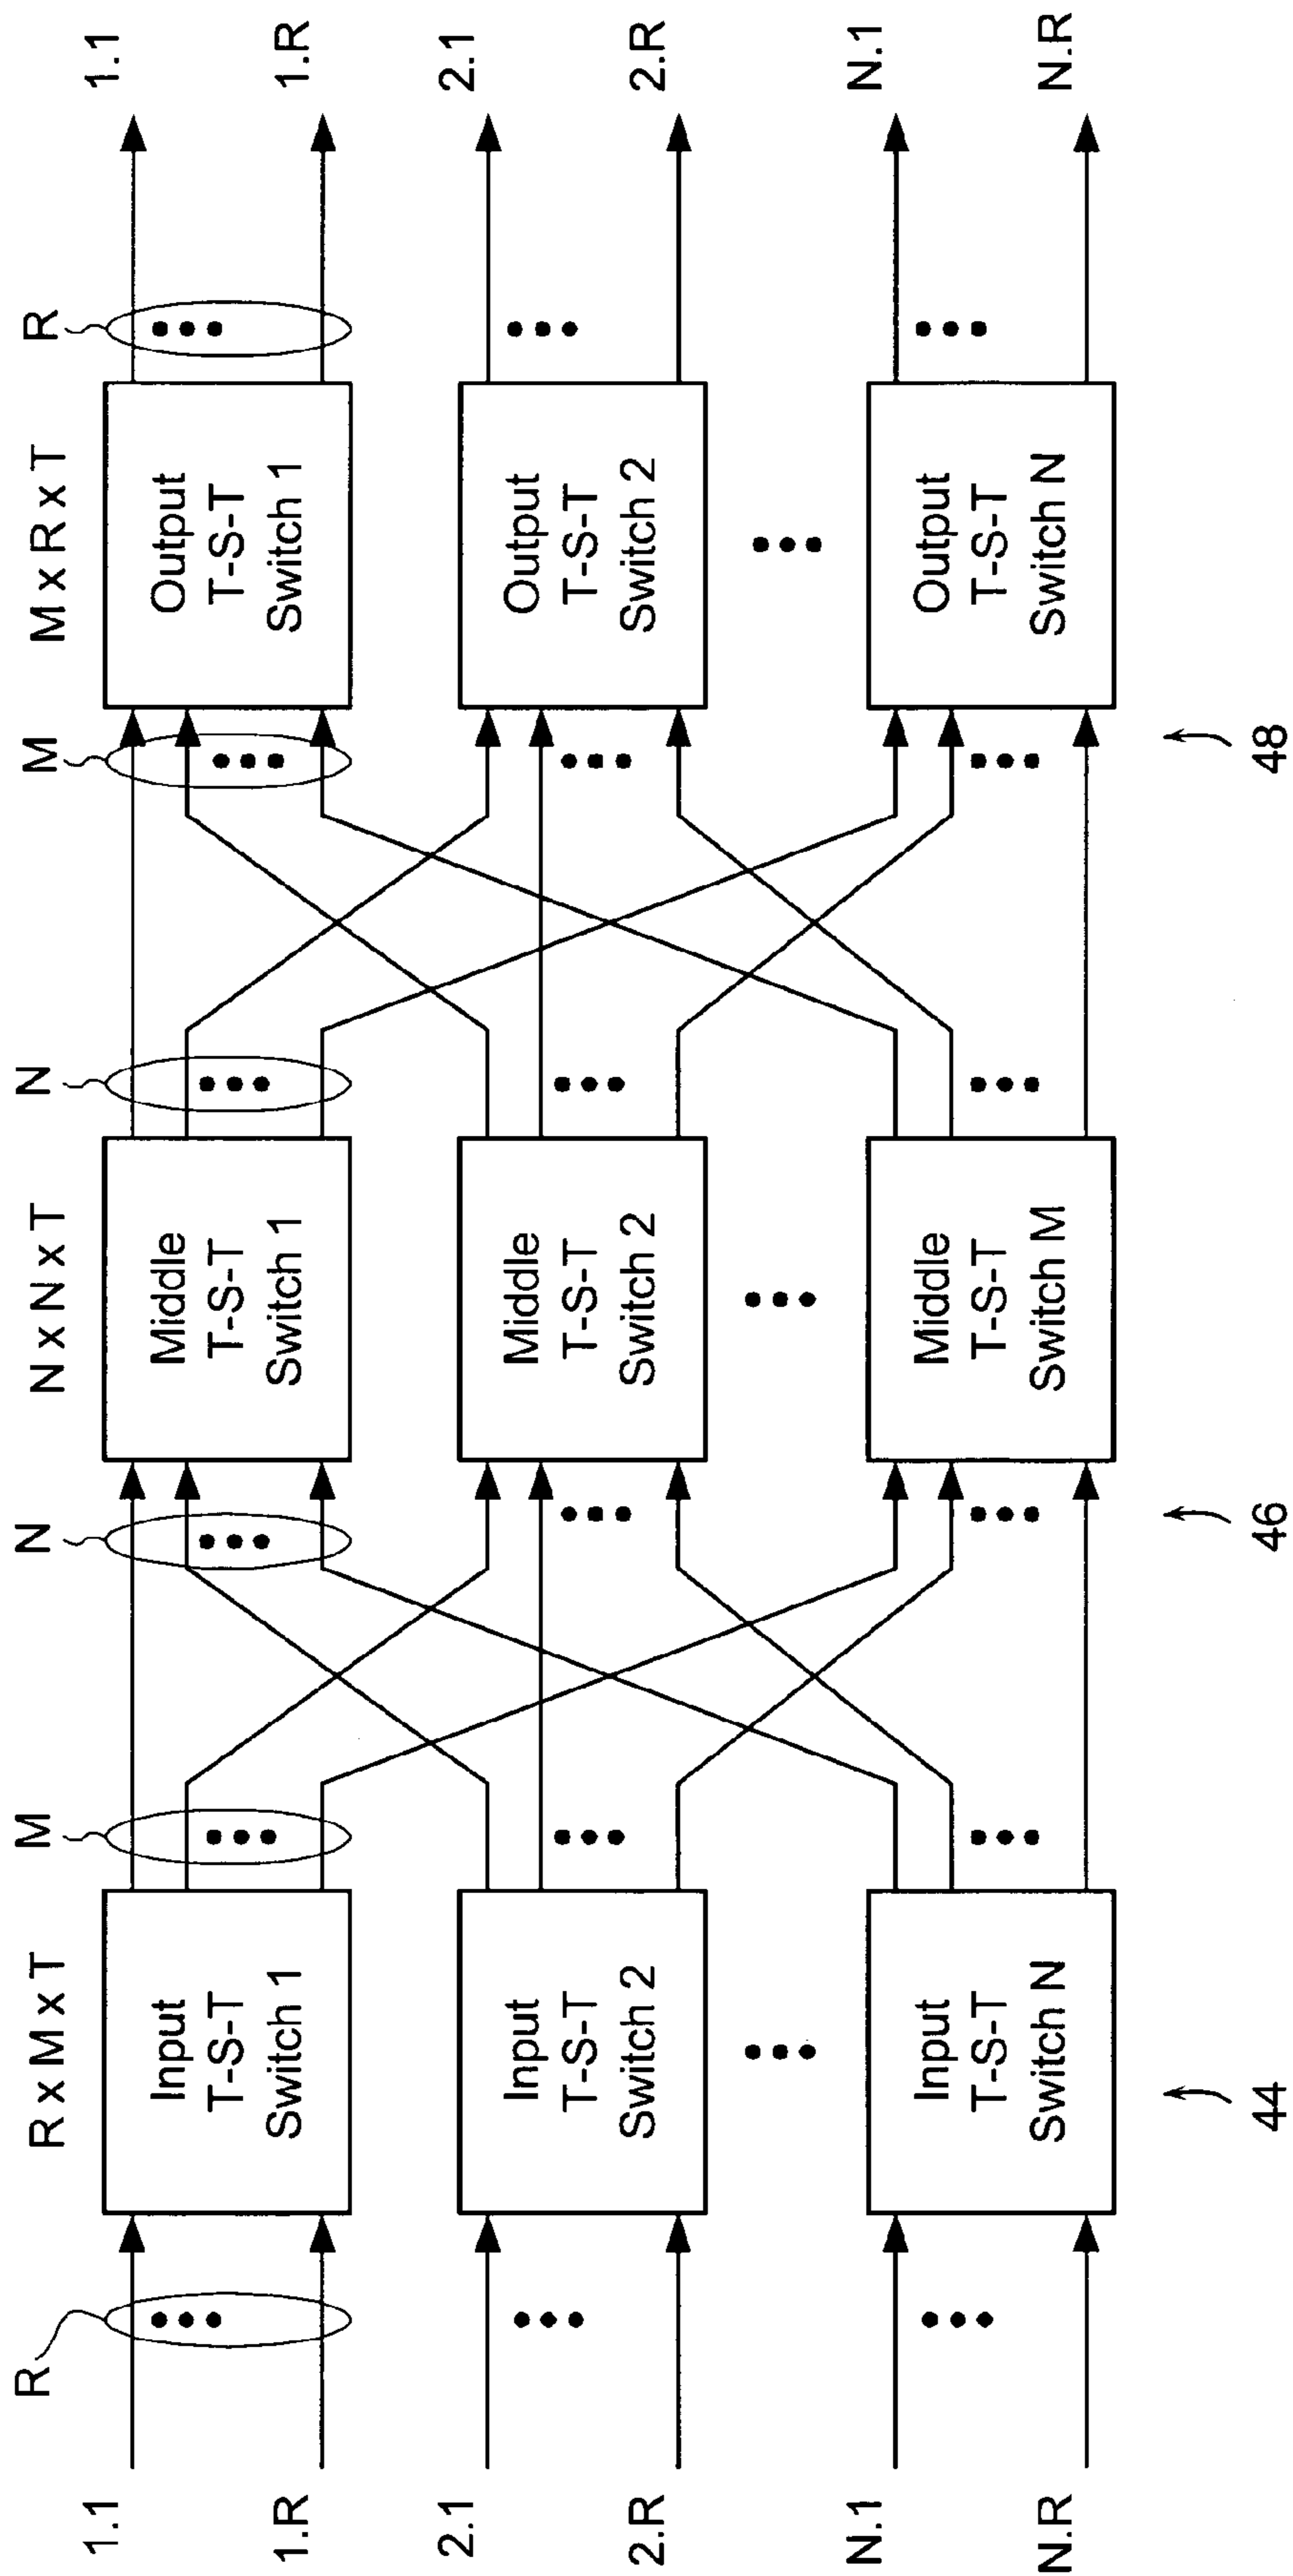 R x M x T
N x N x T
M x R x T
R
M
N
N
M
R
1.1
1.R
Input
T-S-T
Switch 1
Middle
T-S-T
Switch 1
Output
T-S-T
Switch 1
1.1
1.R
2.1
2.R
Input
T-S-T
Switch 2
Middle
T-S-T
Switch 2
Output
T-S-T
Switch 2
2.1
2.R
N.1
N.R
Input
T-S-T
Switch N
Middle
T-S-T
Switch M
Output
T-S-T
Switch N
N.1
N.R
44
46
48